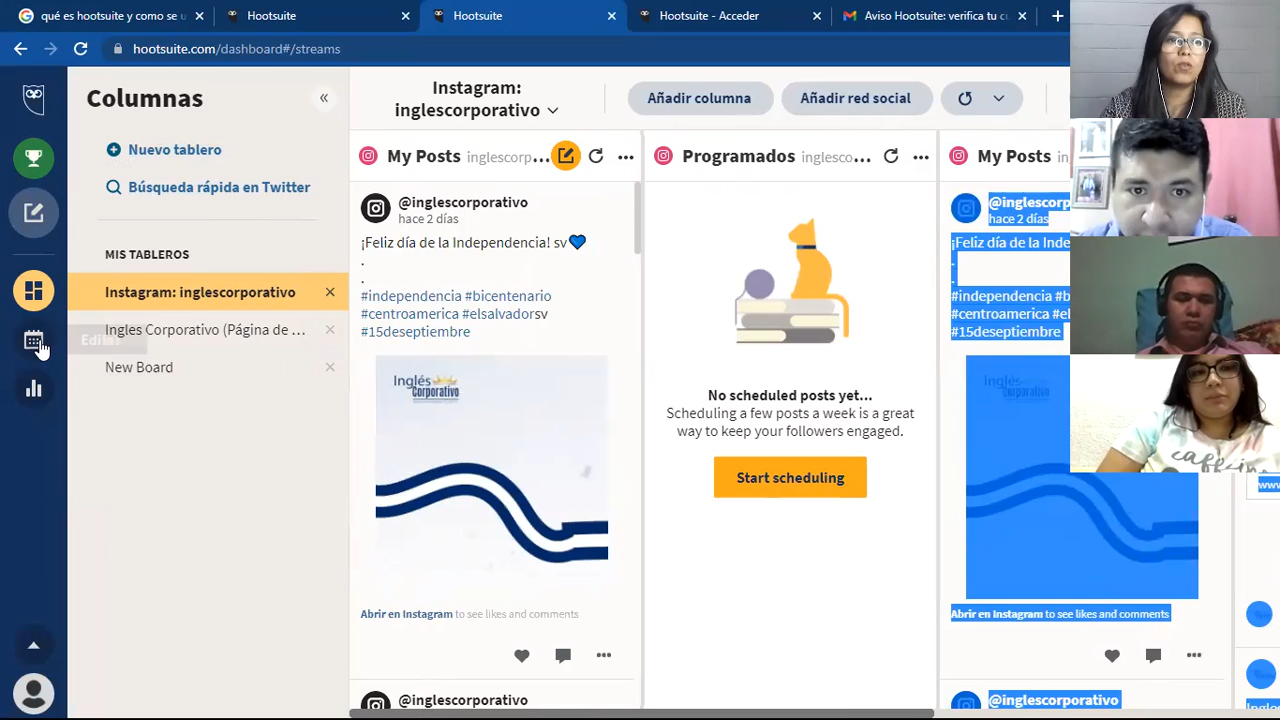 qué es hootsuite y como se u
Hootsuite
Hootsuite
Hootsuite - Acceder
Aviso Hootsuite: verifica tu c
hootsuite.com/dashboard#/streams
Columnas
Nuevo tablero
Búsqueda rápida en Twitter
MIS TABLEROS
Instagram: inglescorporativo
Ingles Corporativo (Página de ...
New Board
Instagram:
inglescorporativo
Añadir columna
Añadir red social
My Posts inglescorp...
@inglescorporativo
hace 2 días
¡Feliz día de la Independencia! sv💙
.
.
#independencia #bicentenario
#centroamerica #elsalvadorsv
#15deseptiembre
Inglés
Corporativo
Abrir en Instagram to see likes and comments
@inglescorporativo
Programados inglesco...
No scheduled posts yet...
Scheduling a few posts a week is a great
way to keep your followers engaged.
Start scheduling
My Posts
@inglescorp
hace 2 días
¡Feliz día de la Inde
.
#independencia #b
#centroamerica #el
#15deseptiembre
Inglés
Corporativo
Abrir en Instagram to see likes and comments
@inglescorporativo
www